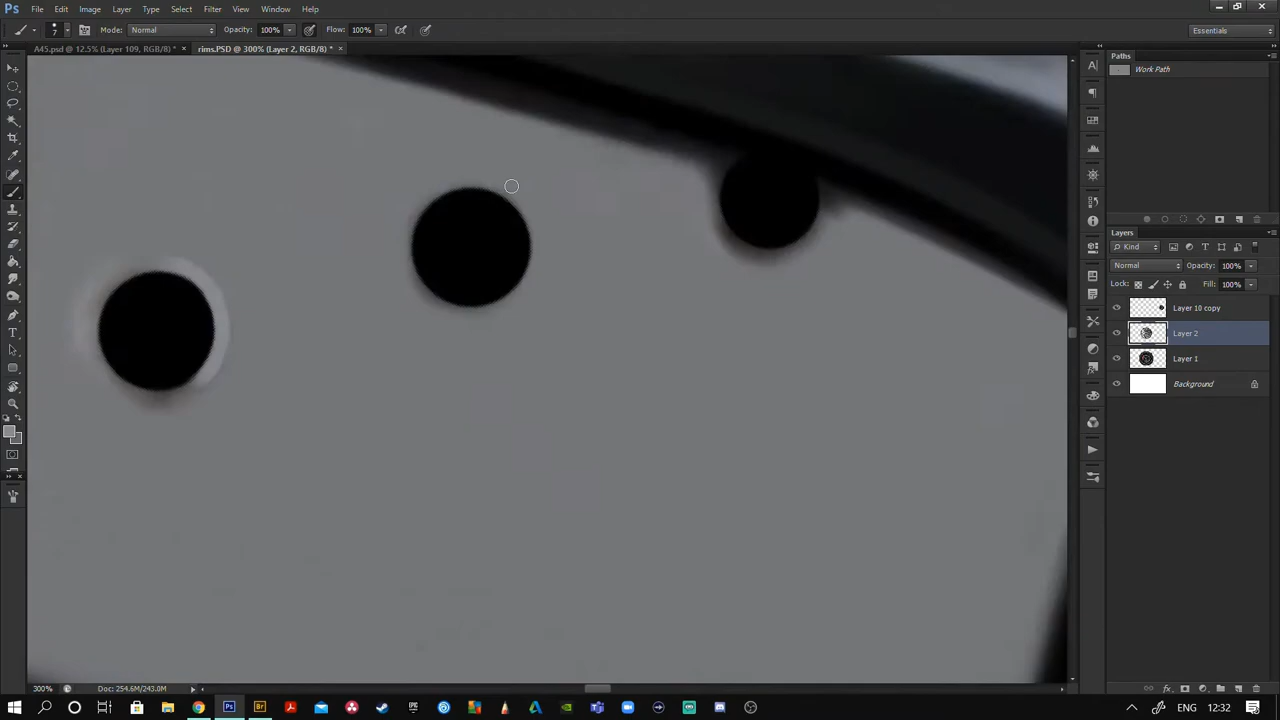 Ps File Edit Image Layer Type Select Filter View Window Help
7 Mode: Normal Opacity: 100% Flow: 100% Essentials
A45.psd @ 12.5% (Layer 109, RGB/8) * × rims.PSD @ 300% (Layer 2, RGB/8) * ×
Paths
Work Path
Layers
Kind
Normal Opacity: 100%
Lock: Fill: 100%
Layer 10 copy
Layer 2
Layer 1
Background
300% Doc: 254.6M/243.0M
ENG 12:32